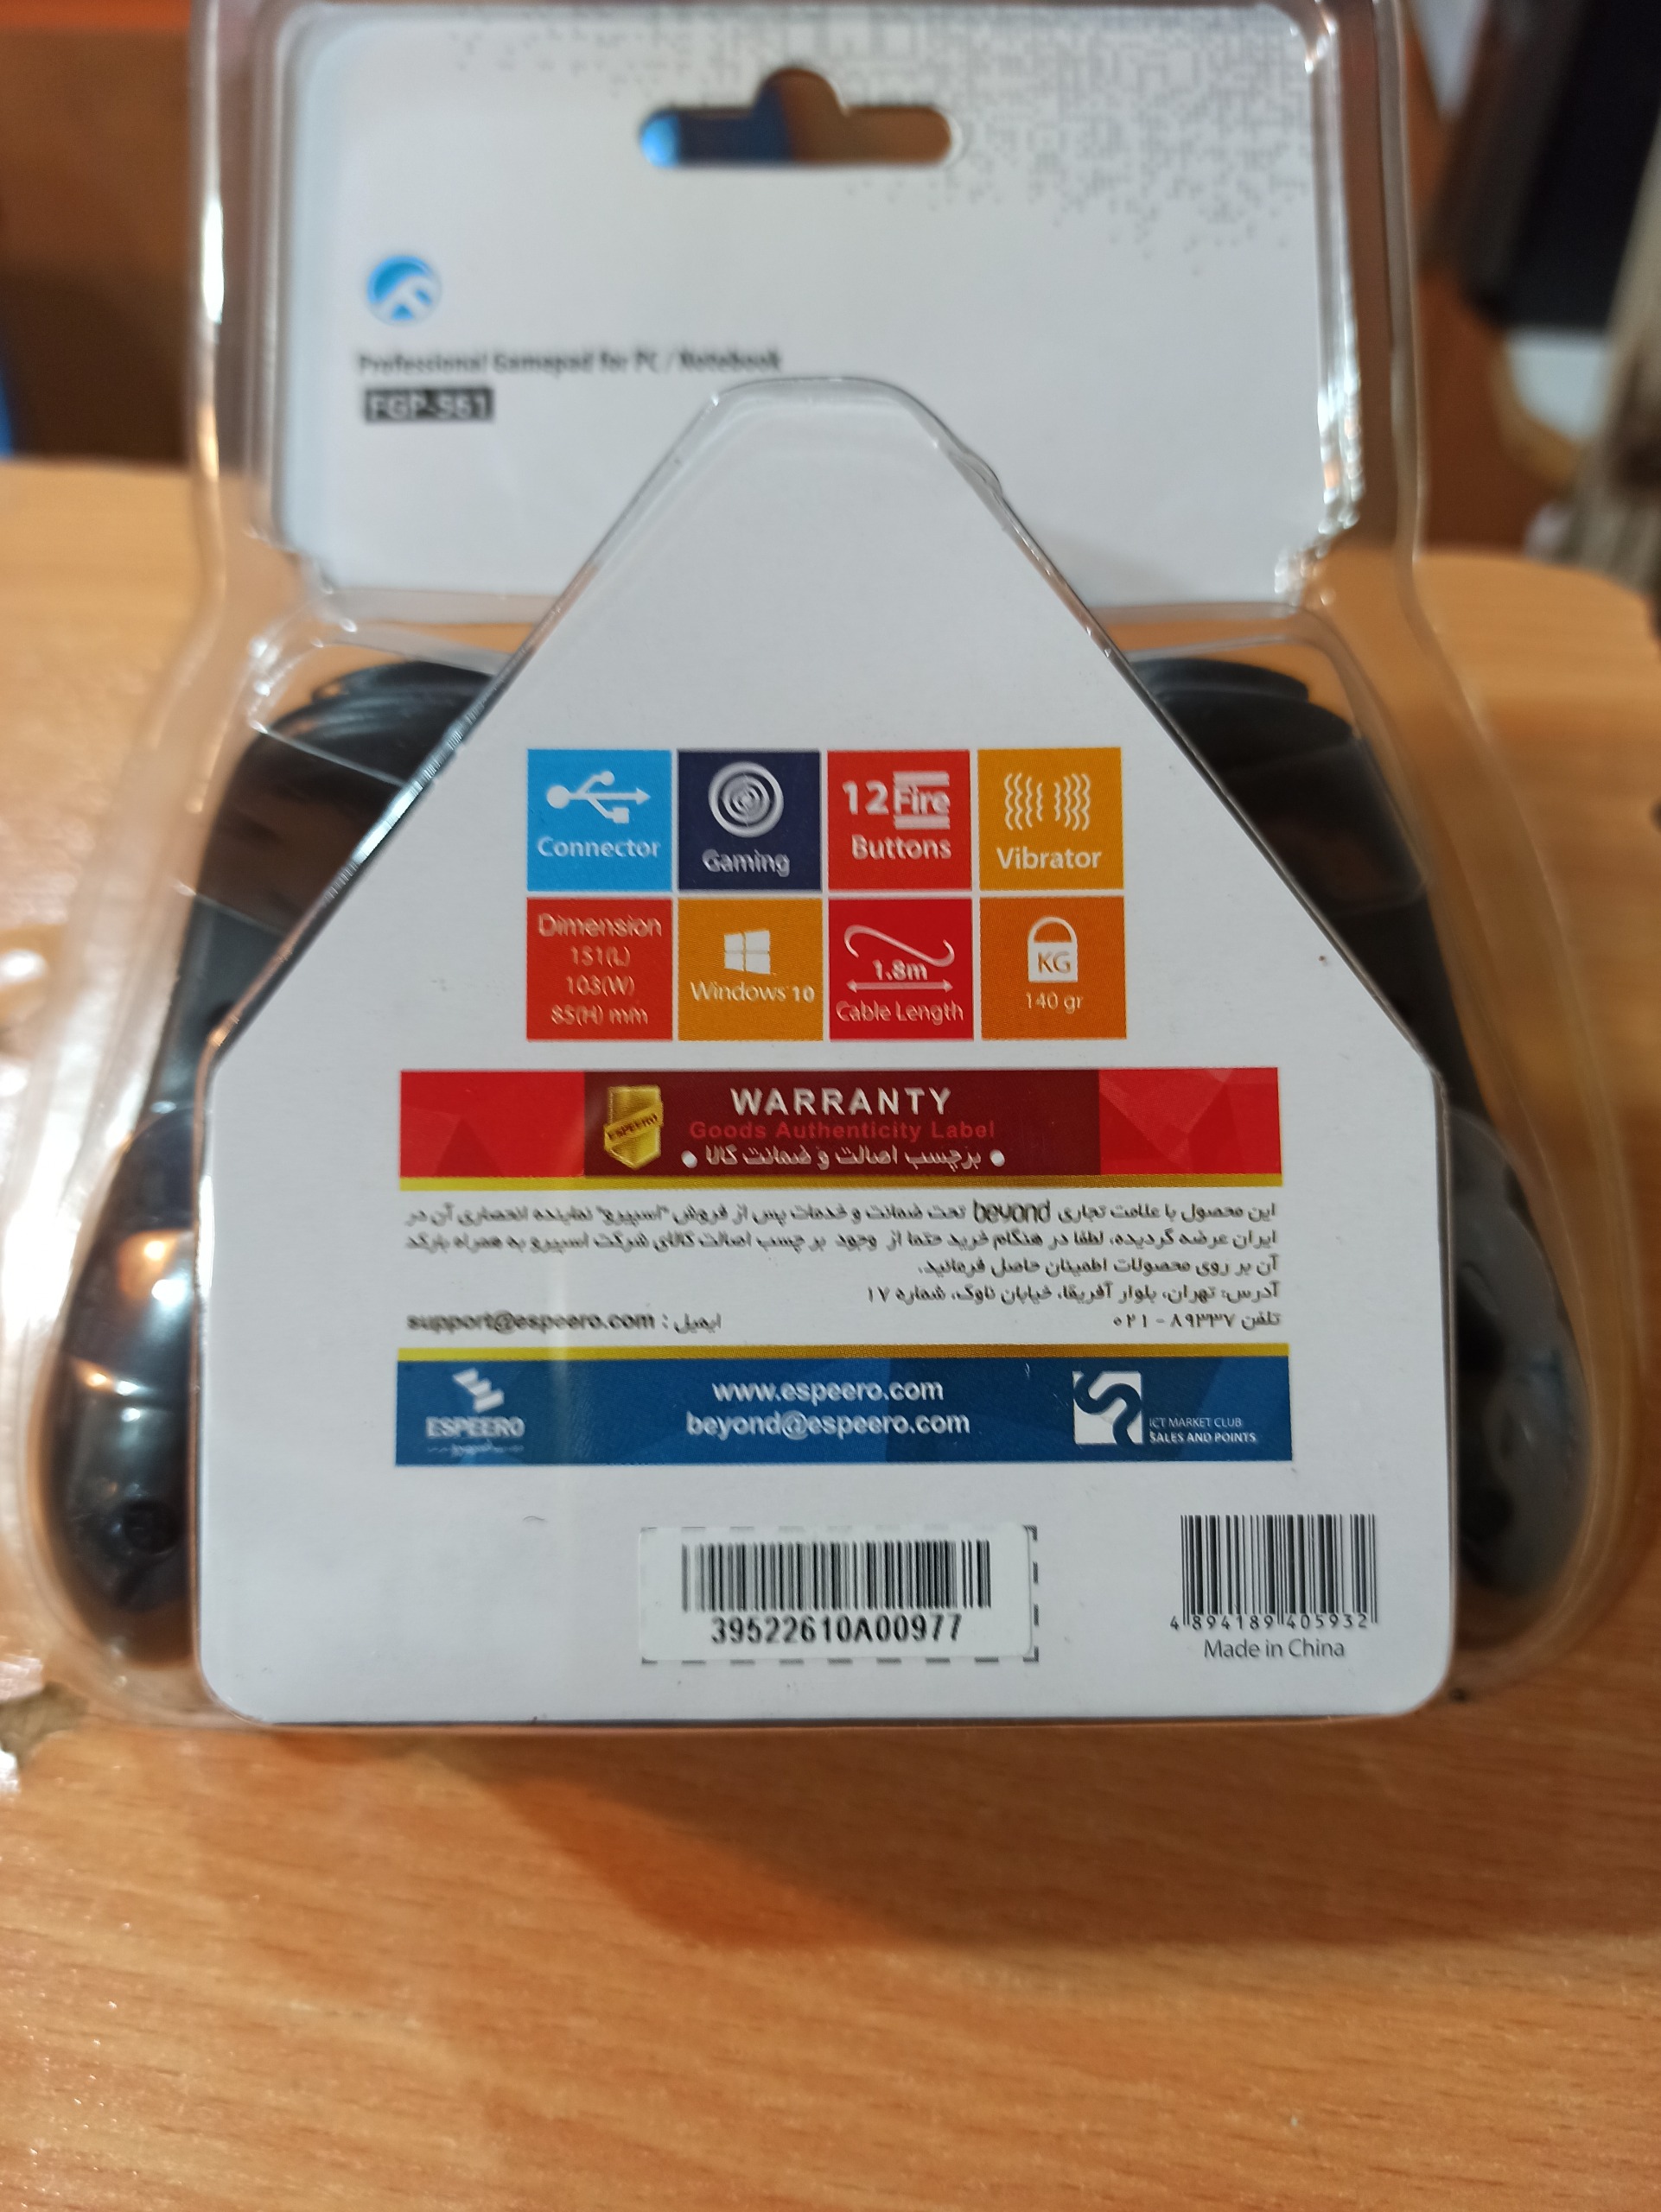 Professional Gamepad for PC / Notebook
FGP-S61
Connector
Gaming
12 Fire
Buttons
Vibrator
Dimension
151(L)
103(W)
85(H) mm
Windows 10
1.8m
Cable Length
KG
140 gr
WARRANTY
ESPEERO
Goods Authenticity Label
● برچسب اصالت و ضمانت کالا ●
این محصول با علامت تجاری beyond تحت ضمانت و خدمات پس از فروش "اسپیرو" نماینده انحصاری آن در
ایران عرضه گردیده، لطفا در هنگام خرید حتما از وجود بر چسب اصالت کالای شرکت اسپیرو به همراه بارکد
آن بر روی محصولات اطمینان حاصل فرمائید.
آدرس: تهران، بلوار آفریقا، خیابان ناوک، شماره ۱۷
تلفن ۸۹۳۳۷ - ۰۲۱
ایمیل : support@espeero.com
ESPEERO
www.espeero.com
beyond@espeero.com
ICT MARKET CLUB
SALES AND POINTS
39522610A00977
4 894189 405932
Made in China